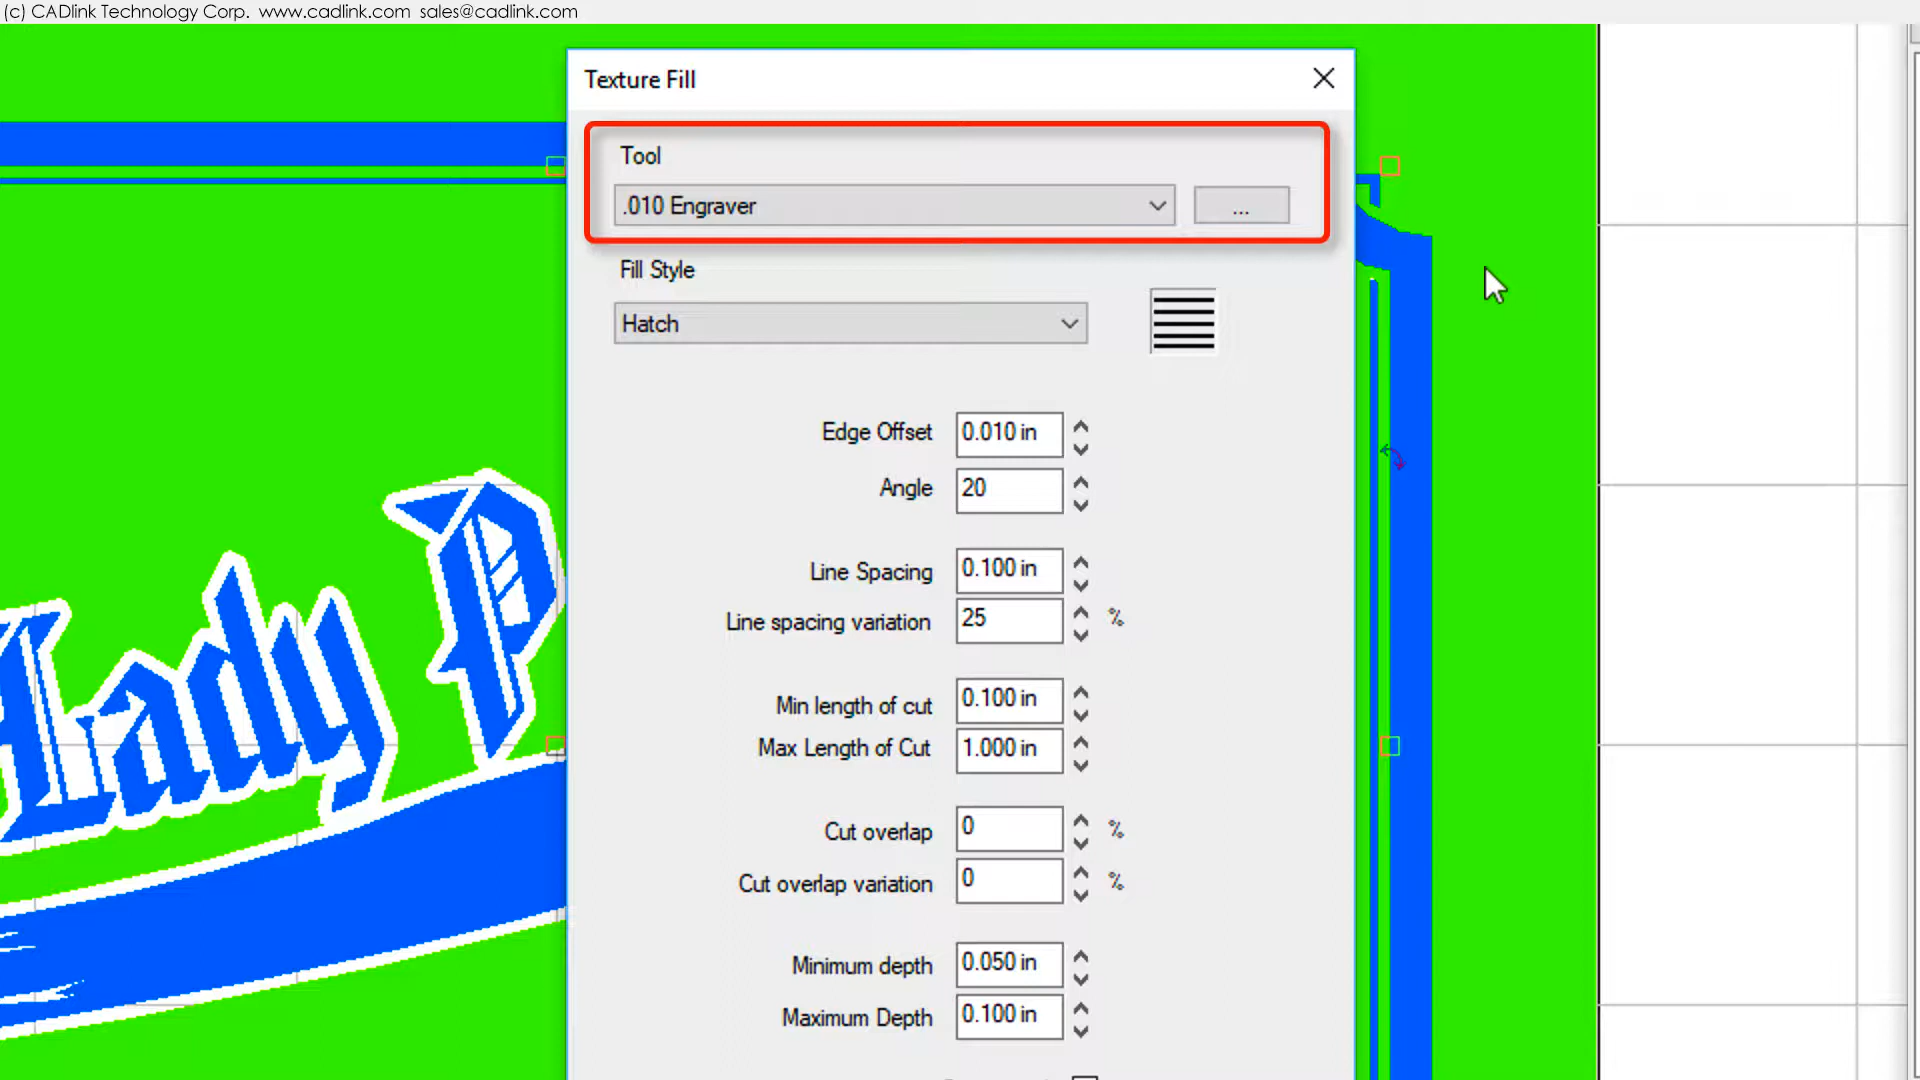 (c) CADlink Technology Corp.  www.cadlink.com  sales@cadlink.com
Texture Fill
Tool
.010 Engraver
...
Fill Style
Hatch
Edge Offset 0.010 in
Angle 20
Line Spacing 0.100 in
Line spacing variation 25 %
Min length of cut 0.100 in
Max Length of Cut 1.000 in
Cut overlap 0 %
Cut overlap variation 0 %
Minimum depth 0.050 in
Maximum Depth 0.100 in
Lady P